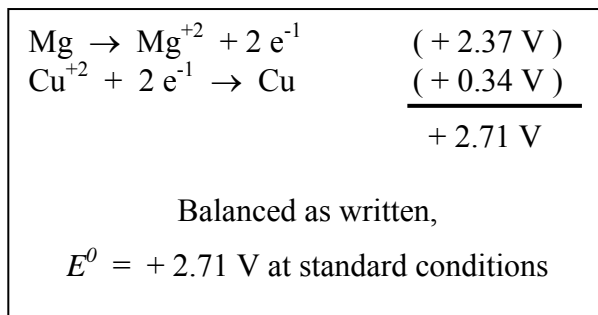 Mg → Mg⁺² + 2 e⁻¹ ( + 2.37 V )
Cu⁺² + 2 e⁻¹ → Cu ( + 0.34 V )
+ 2.71 V
Balanced as written,
E⁰ = + 2.71 V at standard conditions